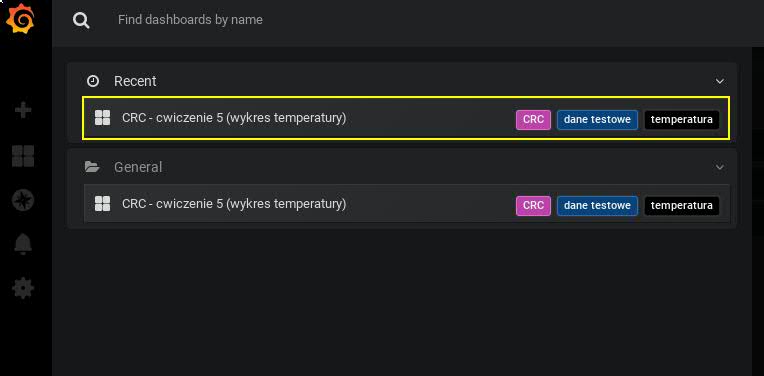 Find dashboards by name
Recent
CRC - cwiczenie 5 (wykres temperatury) CRC dane testowe temperatura
General
CRC - cwiczenie 5 (wykres temperatury) CRC dane testowe temperatura